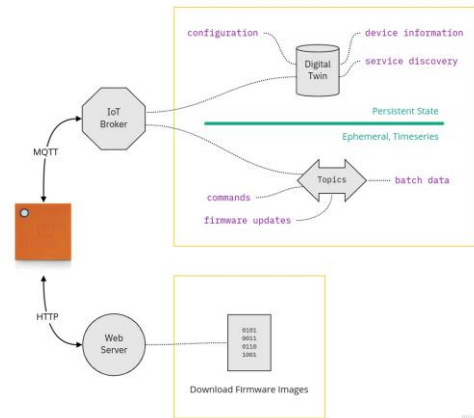 configuration
device information
Digital
Twin
service discovery
IoT
Broker
Persistent State
Ephemeral, Timeseries
MQTT
Topics
batch data
commands
firmware updates
HTTP
Web
Server
0101
0011
0110
1001
Download Firmware Images